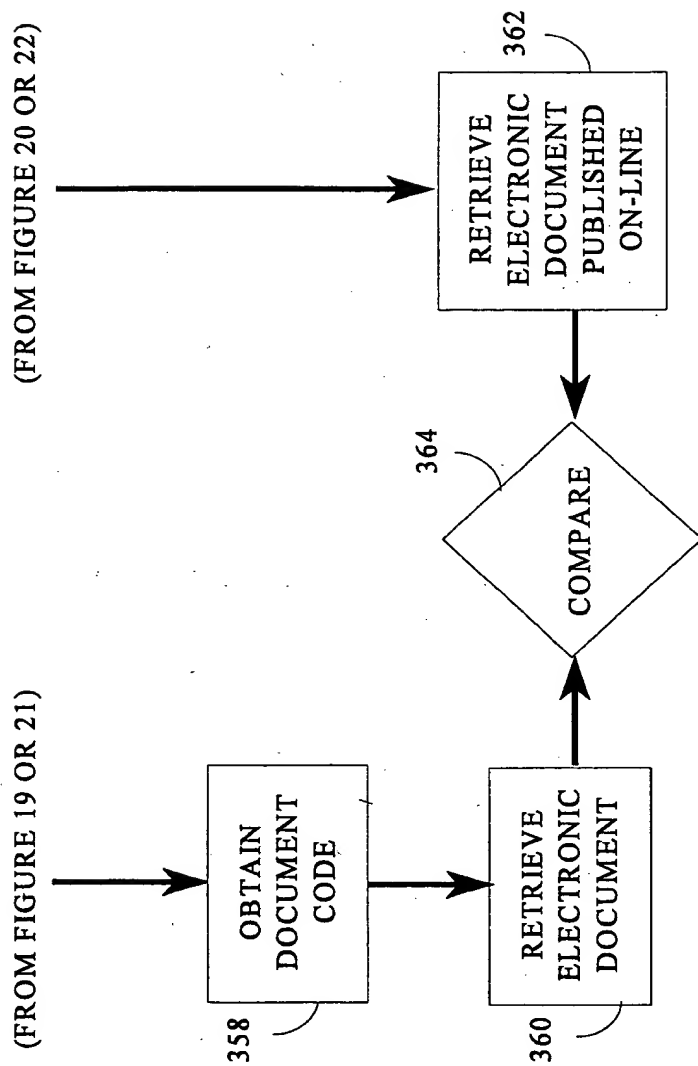 (FROM FIGURE 19 OR 21)
358
OBTAIN
DOCUMENT
CODE
360
RETRIEVE
ELECTRONIC
DOCUMENT
364
COMPARE
(FROM FIGURE 20 OR 22)
362
RETRIEVE
ELECTRONIC
DOCUMENT
PUBLISHED
ON-LINE